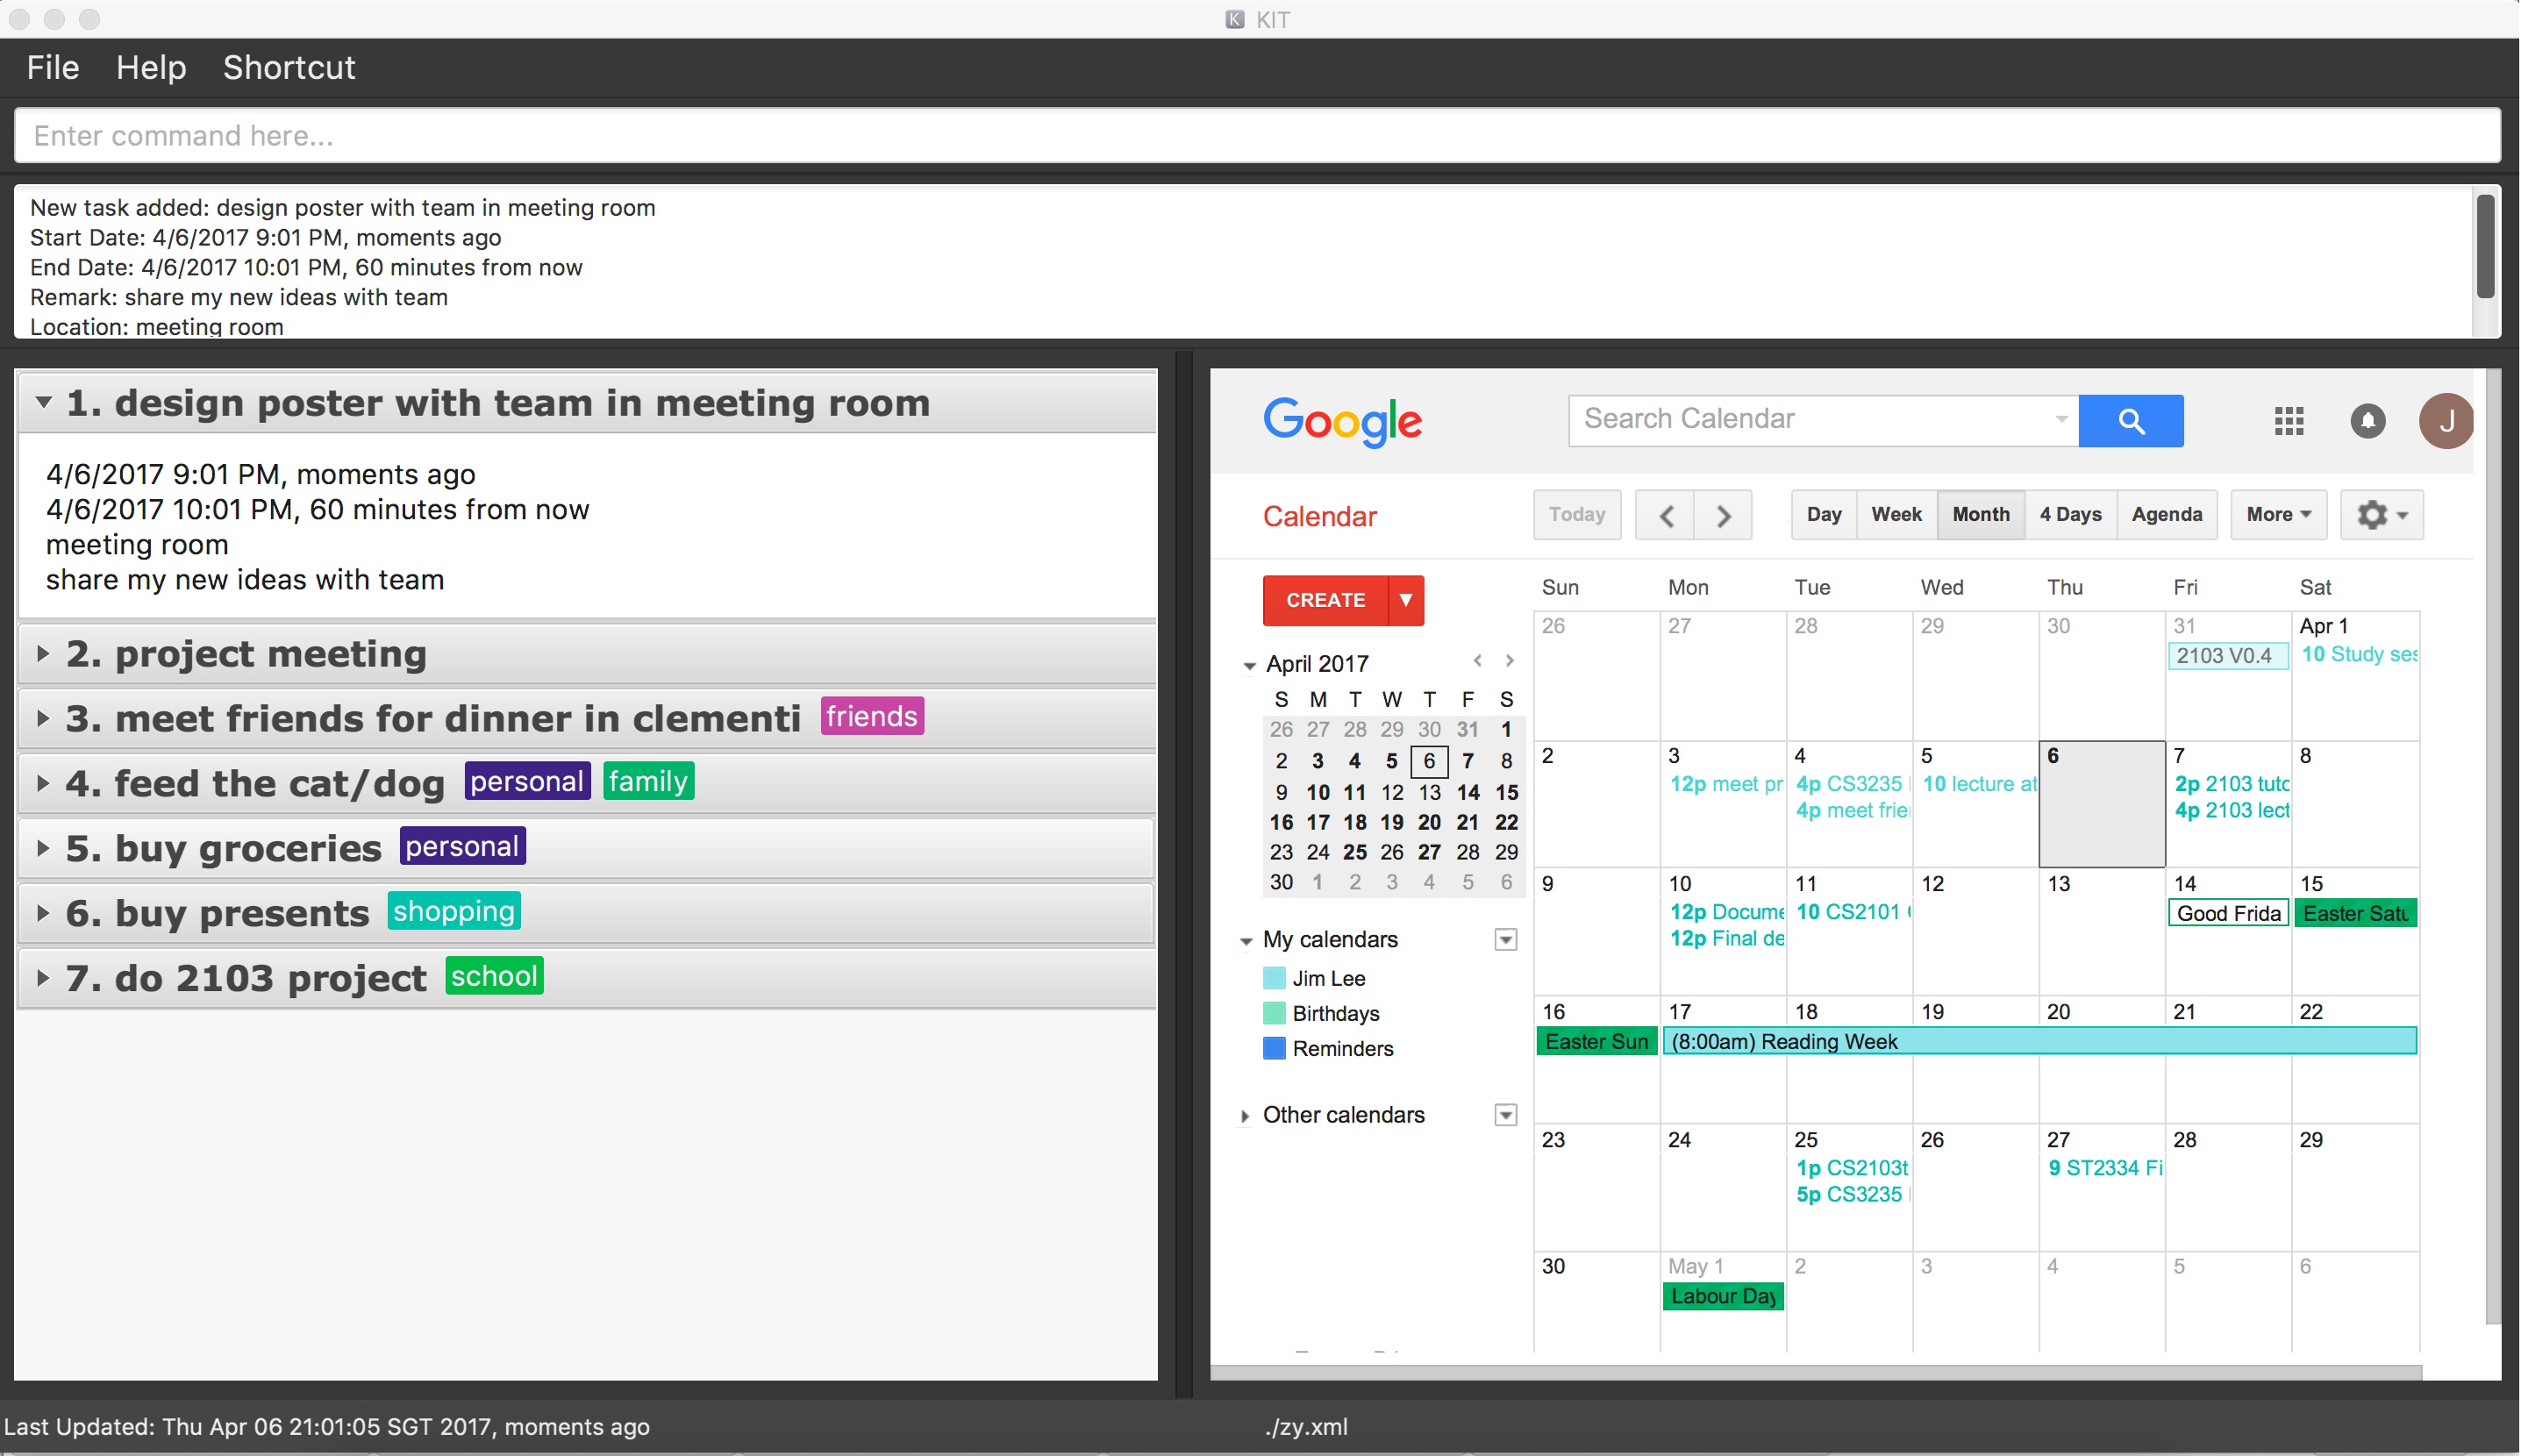 KIT
File Help Shortcut
Enter command here...
New task added: design poster with team in meeting room
Start Date: 4/6/2017 9:01 PM, moments ago
End Date: 4/6/2017 10:01 PM, 60 minutes from now
Remark: share my new ideas with team
Location: meeting room
1. design poster with team in meeting room
4/6/2017 9:01 PM, moments ago
4/6/2017 10:01 PM, 60 minutes from now
meeting room
share my new ideas with team
2. project meeting
3. meet friends for dinner in clementi friends
4. feed the cat/dog personal family
5. buy groceries personal
6. buy presents shopping
7. do 2103 project school
Google
Search Calendar
J
Calendar
Today
Day Week Month 4 Days Agenda
More
CREATE
April 2017
S M T W T F S
26 27 28 29 30 31 1
2 3 4 5 6 7 8
9 10 11 12 13 14 15
16 17 18 19 20 21 22
23 24 25 26 27 28 29
30 1 2 3 4 5 6
My calendars
Jim Lee
Birthdays
Reminders
Other calendars
Sun Mon Tue Wed Thu Fri Sat
26 27 28 29 30 31 Apr 1
2103 V0.4 10 Study ses
2 3 4 5 6 7 8
12p meet pr 4p CS3235 10 lecture at 2p 2103 tuto
4p meet frie 4p 2103 lect
9 10 11 12 13 14 15
12p Docume 10 CS2101 Good Frida Easter Satu
12p Final de
16 17 18 19 20 21 22
Easter Sun (8:00am) Reading Week
23 24 25 26 27 28 29
1p CS2103t 9 ST2334 Fi
5p CS3235
30 May 1 2 3 4 5 6
Labour Day
Last Updated: Thu Apr 06 21:01:05 SGT 2017, moments ago
./zy.xml